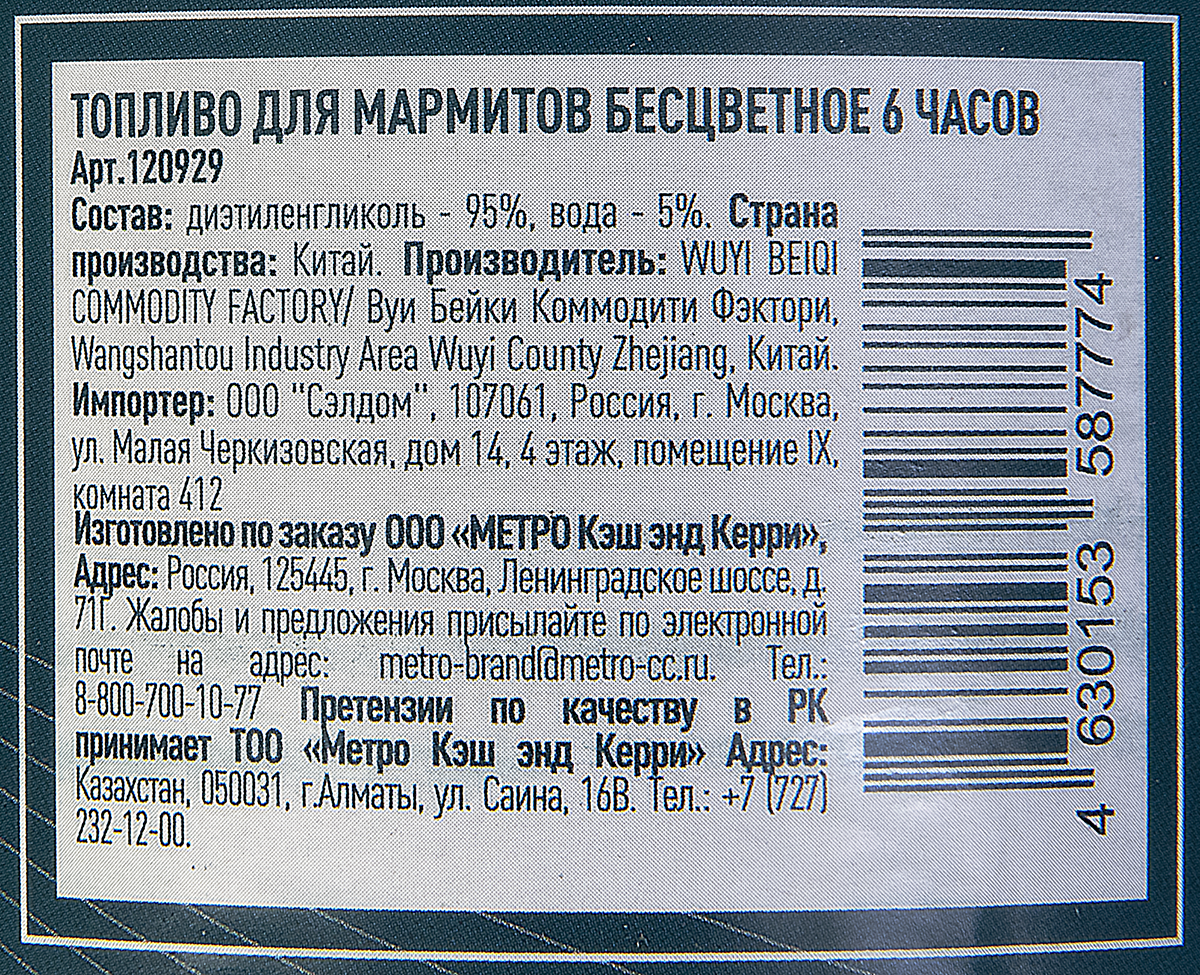 ТОПЛИВО ДЛЯ МАРМИТОВ БЕСЦВЕТНОЕ 6 ЧАСОВ
Арт.120929
Состав: диэтиленгликоль - 95%, вода - 5%. Страна
производства: Китай. Производитель: WUYI BEIQI
COMMODITY FACTORY/ Вуи Бейки Коммодити Фэктори,
Wangshantou Industry Area Wuyi County Zhejiang, Китай.
Импортер: ООО "Сэлдом", 107061, Россия, г. Москва,
ул. Малая Черкизовская, дом 14, 4 этаж, помещение IX,
комната 412
Изготовлено по заказу ООО «МЕТРО Кэш энд Керри»,
Адрес: Россия, 125445, г. Москва, Ленинградское шоссе, д.
71Г. Жалобы и предложения присылайте по электронной
почте на адрес: metro-brand@metro-cc.ru. Тел.:
8-800-700-10-77 Претензии по качеству в РК
принимает ТОО «Метро Кэш энд Керри» Адрес:
Казахстан, 050031, г.Алматы, ул. Саина, 16В. Тел.: +7 (727)
232-12-00.
4 630153 587774